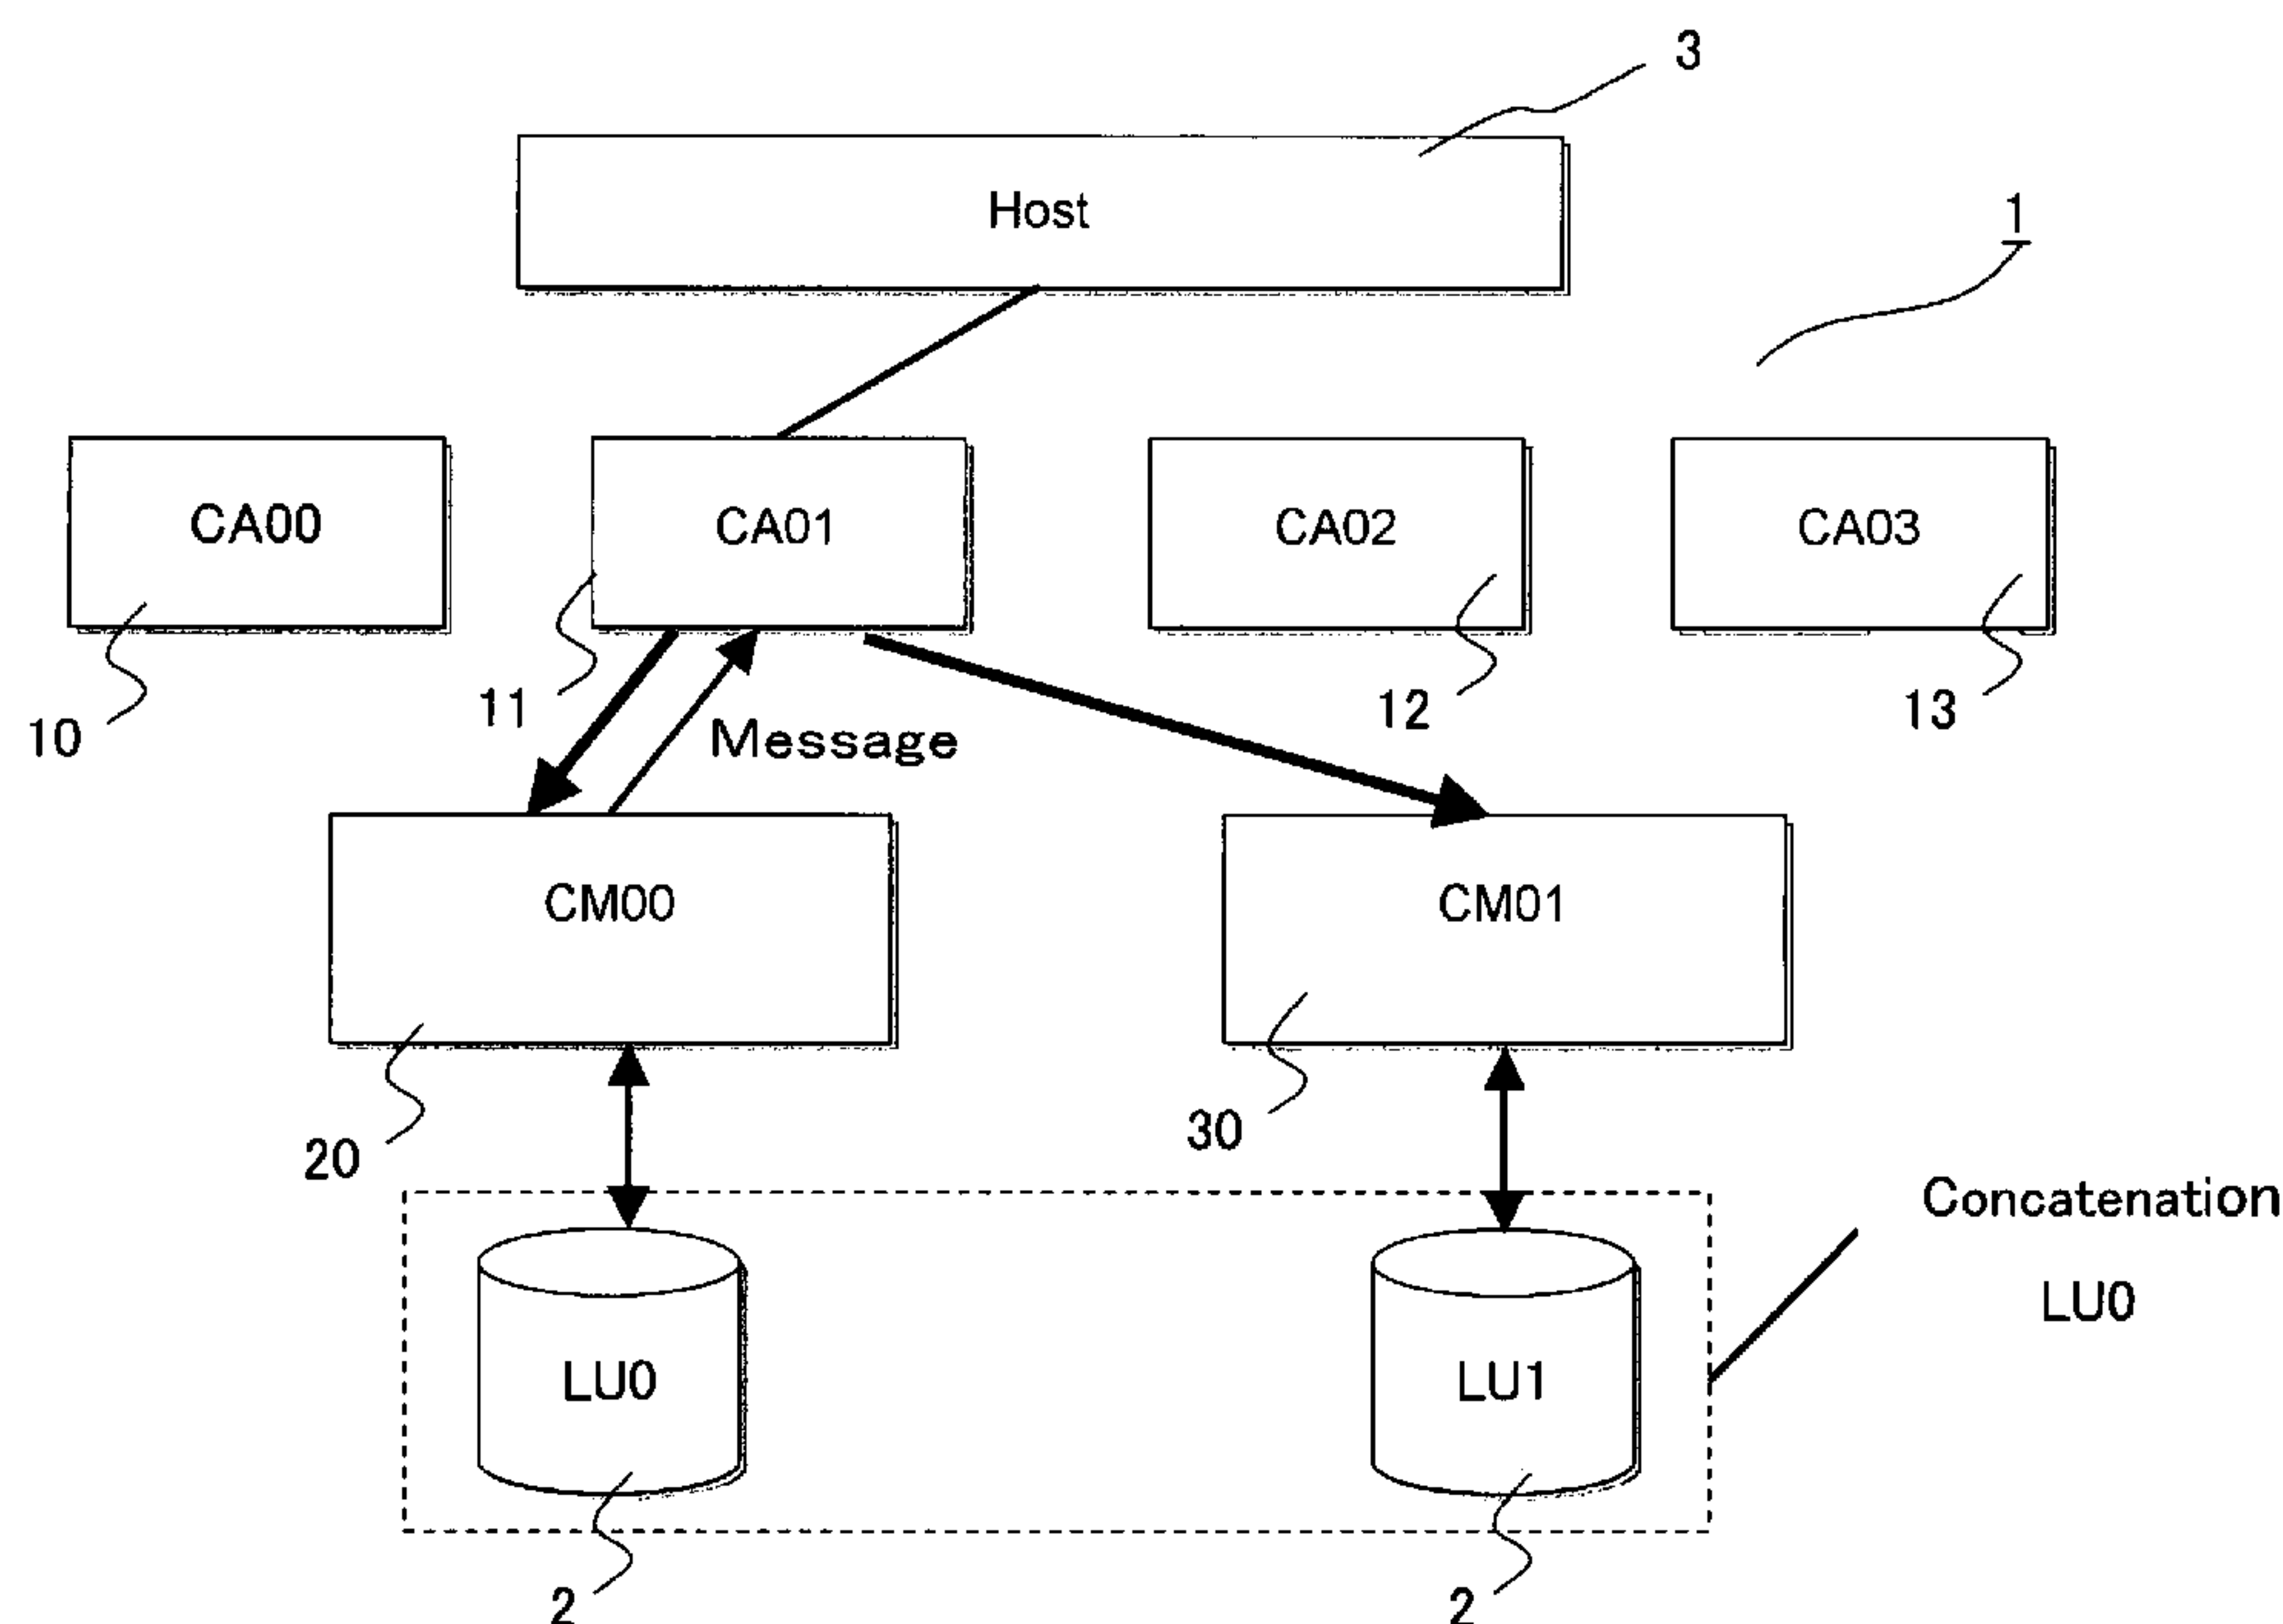 3
Host
1
CA00
CA01
CA02
CA03
10
11
Message
12
13
CM00
CM01
20
30
Concatenation
LU0
LU0
LU1
2
2